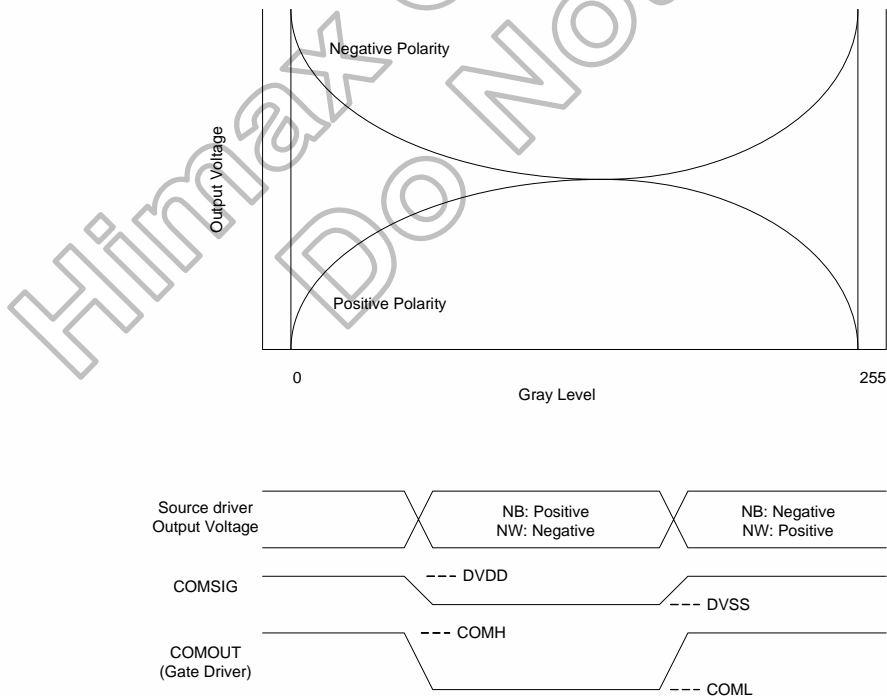 Negative Polarity
Output Voltage
Positive Polarity
0
255
Gray Level
Source driver
Output Voltage
NB: Positive
NW: Negative
NB: Negative
NW: Positive
DVDD
COMSIG
DVSS
COMH
COMOUT
(Gate Driver)
COML
Himax
Do No